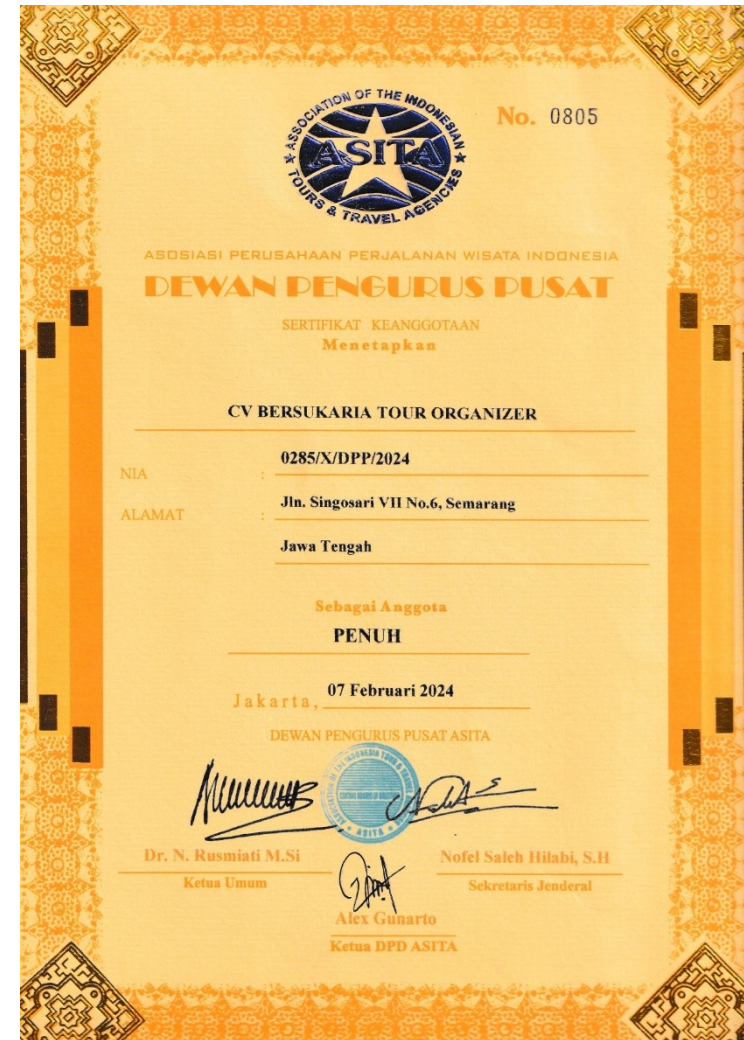 ASSOCIATION OF THE INDONESIAN
ASITA
TOURS & TRAVEL AGENCIES
No. 0805
ASOSIASI PERUSAHAAN PERJALANAN WISATA INDONESIA
DEWAN PENGURUS PUSAT
SERTIFIKAT KEANGGOTAAN
Menetapkan
CV BERSUKARIA TOUR ORGANIZER
NIA : 0285/X/DPP/2024
ALAMAT : Jln. Singosari VII No.6, Semarang
Jawa Tengah
Sebagai Anggota
PENUH
Jakarta, 07 Februari 2024
DEWAN PENGURUS PUSAT ASITA
ASITA
Dr. N. Rusmiati M.Si
Ketua Umum
Nofel Saleh Hilabi, S.H
Sekretaris Jenderal
Alex Gunarto
Ketua DPD ASITA